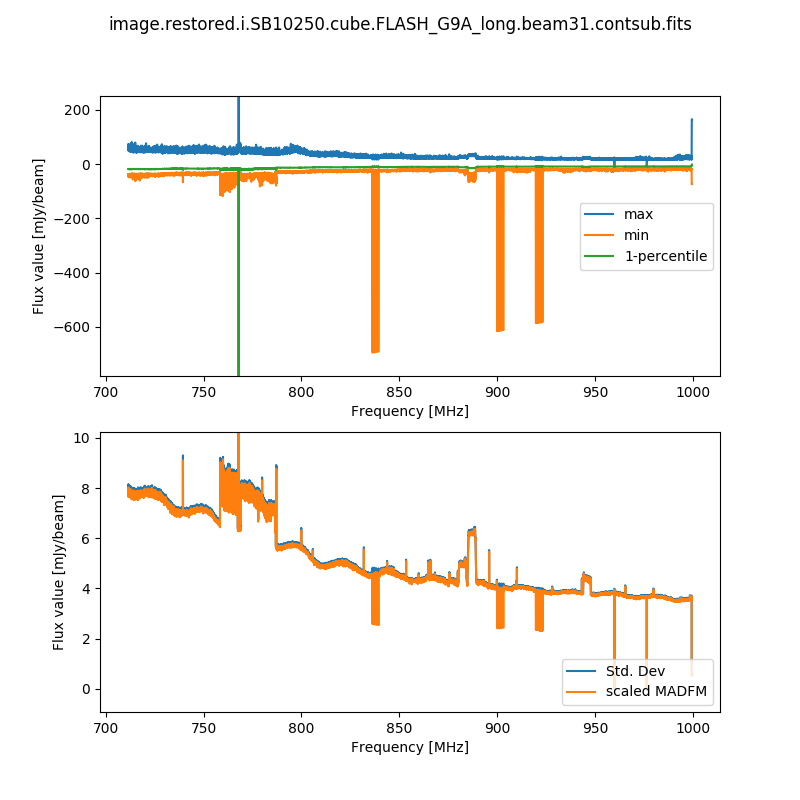 image.restored.i.SB10250.cube.FLASH_G9A_long.beam31.contsub.fits
200
0
−200
−400
−600
Flux value [mJy/beam]
max
min
1-percentile
700 750 800 850 900 950 1000
Frequency [MHz]
10
8
6
4
2
0
Flux value [mJy/beam]
Std. Dev
scaled MADFM
700 750 800 850 900 950 1000
Frequency [MHz]